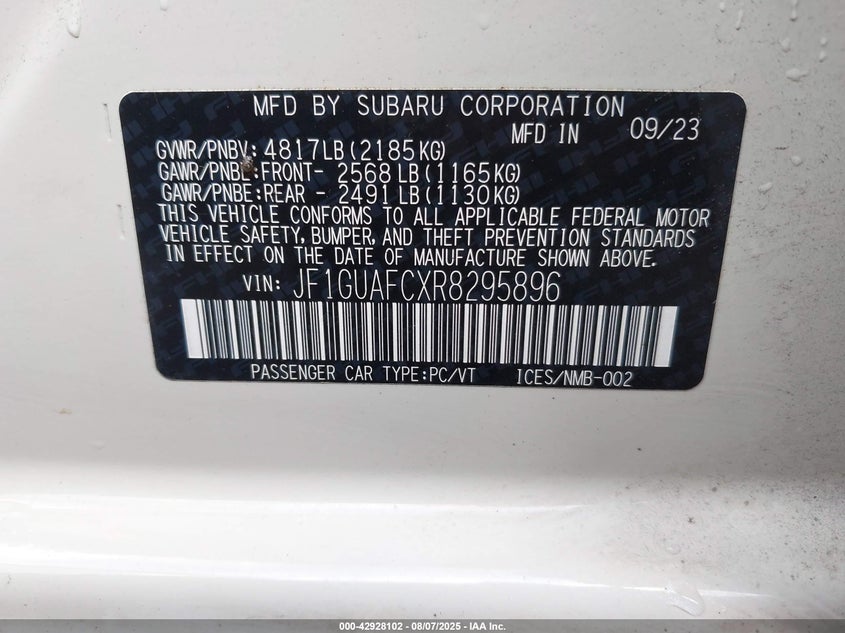 MFD BY SUBARU CORPORATION
MFD IN 09/23
GVWR/PNBV: 4817LB(2185KG)
GAWR/PNBE:FRONT- 2568LB(1165KG)
GAWR/PNBE:REAR - 2491LB(1130KG)
THIS VEHICLE CONFORMS TO ALL APPLICABLE FEDERAL MOTOR
VEHICLE SAFETY, BUMPER, AND THEFT PREVENTION STANDARDS
IN EFFECT ON THE DATE OF MANUFACTURE SHOWN ABOVE.
VIN: JF1GUAFCXR8295896
PASSENGER CAR TYPE:PC/VT ICES/NMB-002
000-42928102 - 08/07/2025 - IAA Inc.